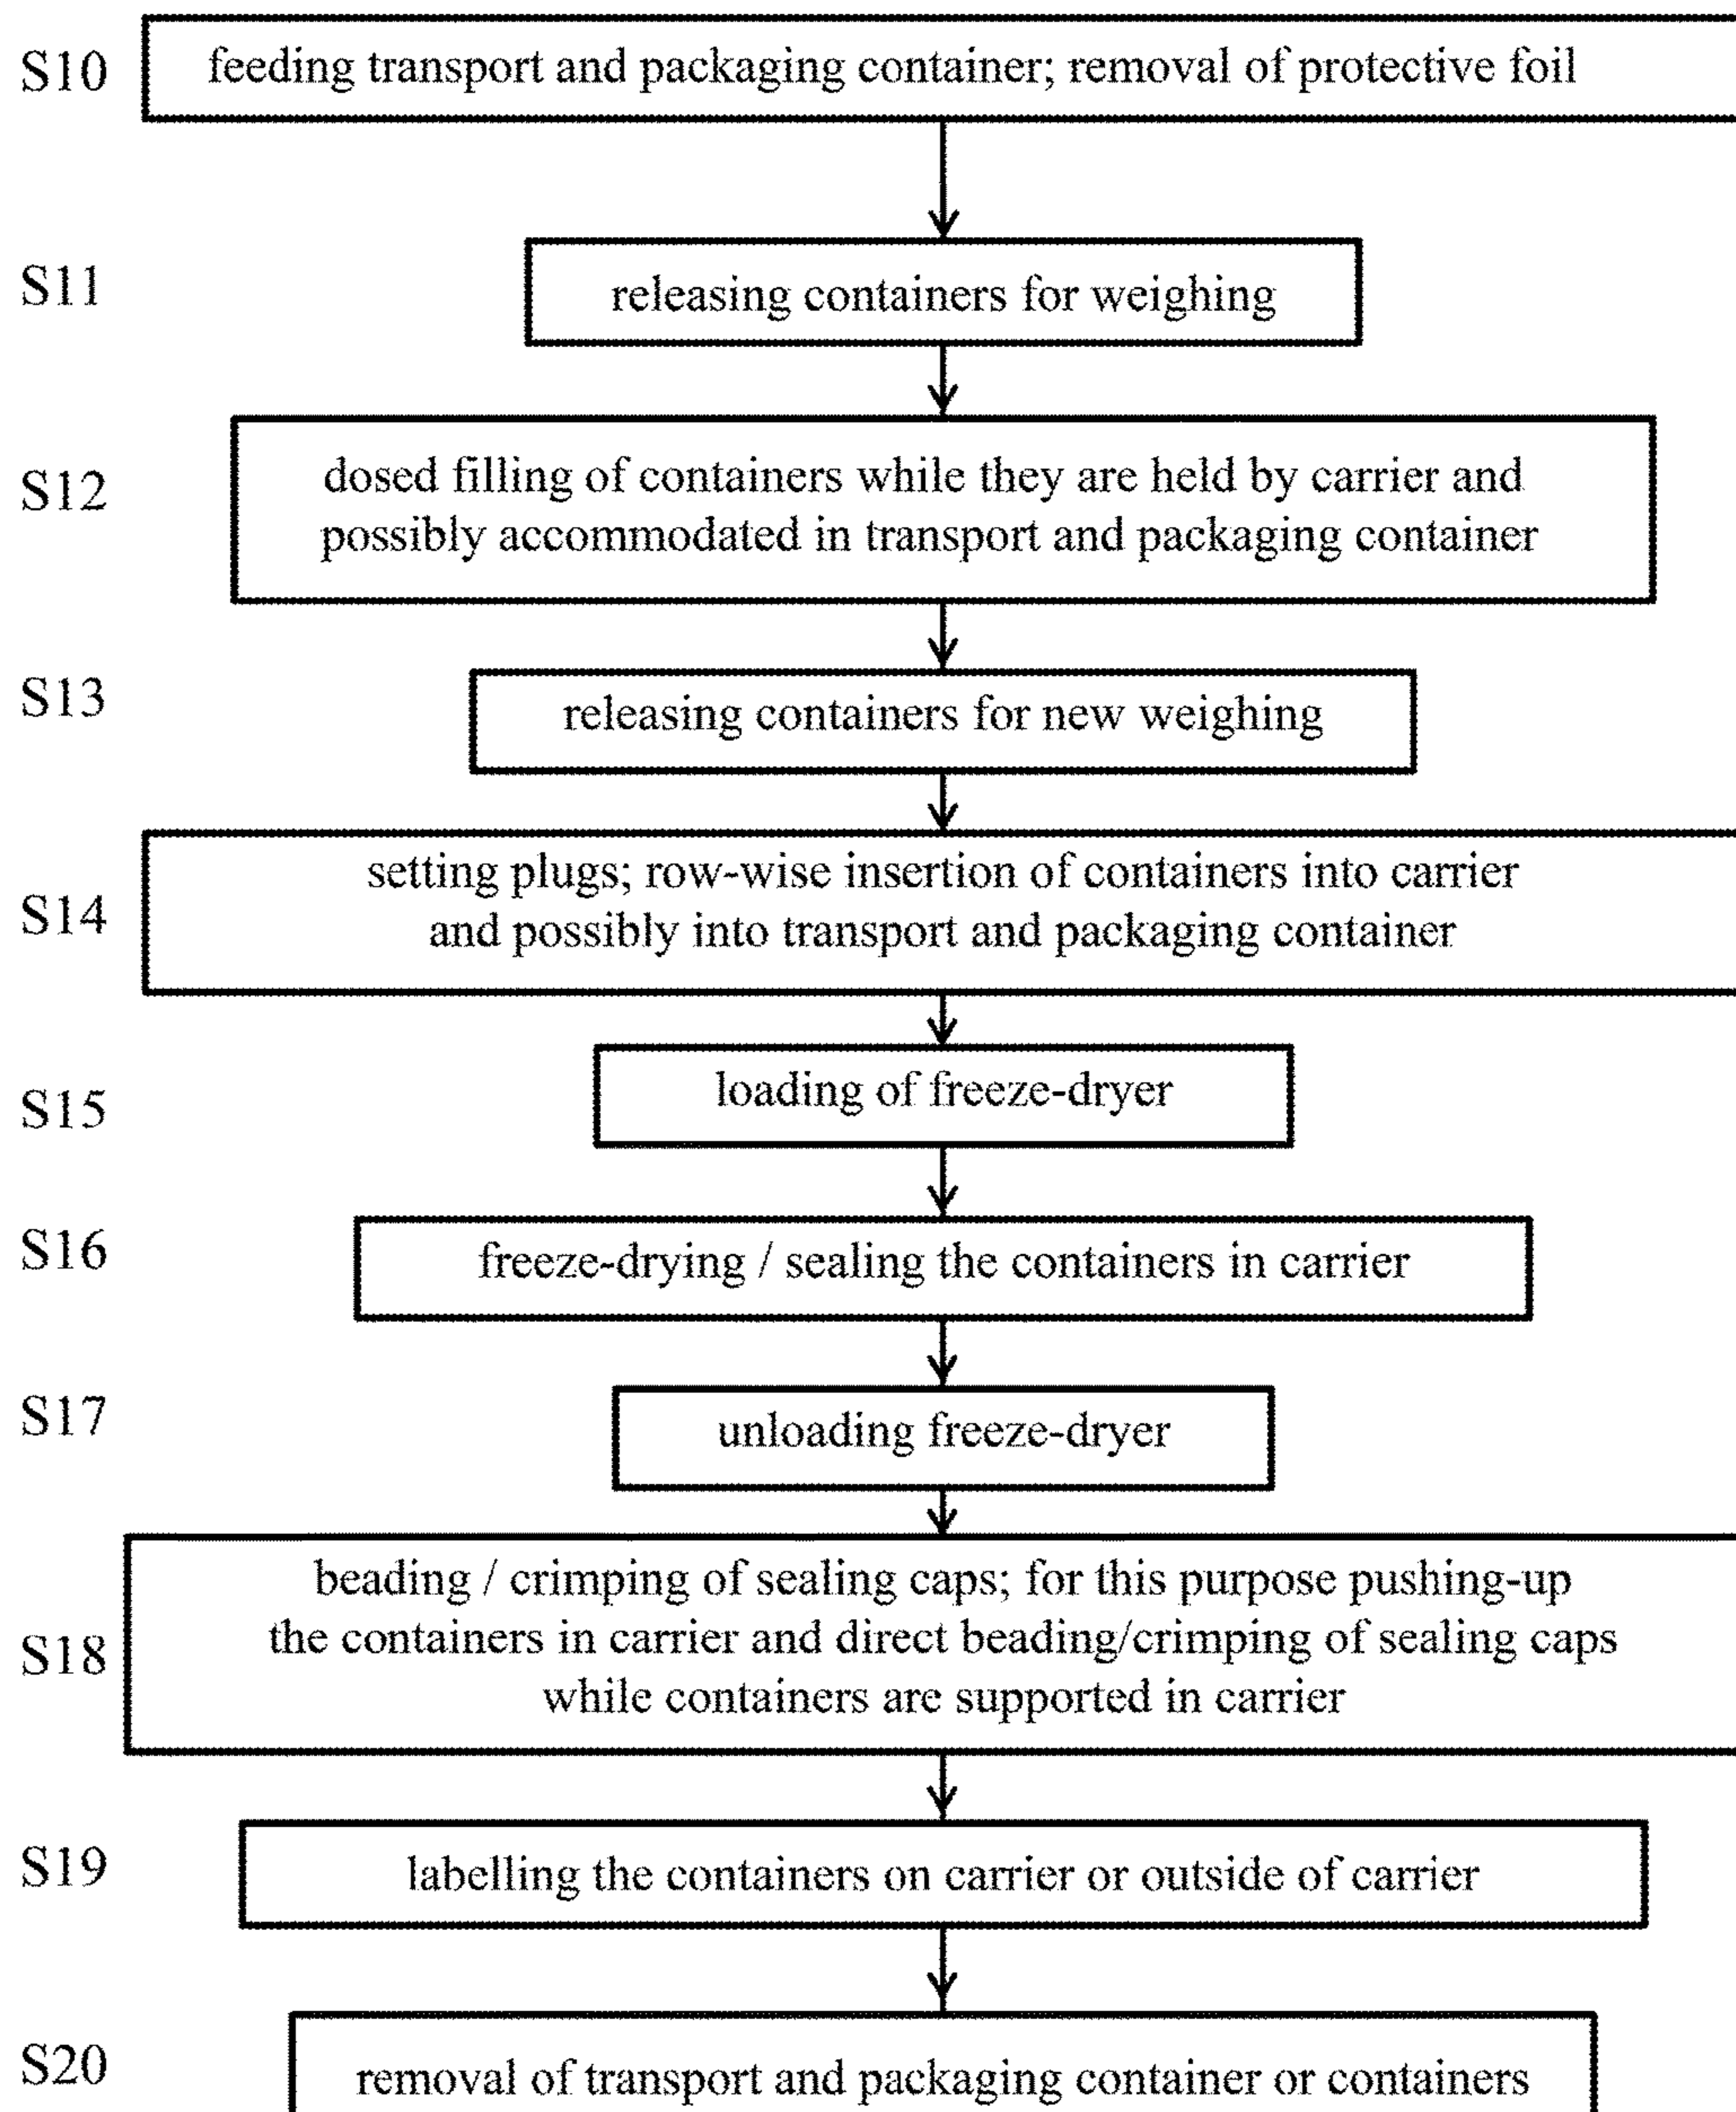 S10 feeding transport and packaging container; removal of protective foil
S11 releasing containers for weighing
S12 dosed filling of containers while they are held by carrier and
possibly accommodated in transport and packaging container
S13 releasing containers for new weighing
S14 setting plugs; row-wise insertion of containers into carrier
and possibly into transport and packaging container
S15 loading of freeze-dryer
S16 freeze-drying / sealing the containers in carrier
S17 unloading freeze-dryer
S18 beading / crimping of sealing caps; for this purpose pushing-up
the containers in carrier and direct beading/crimping of sealing caps
while containers are supported in carrier
S19 labelling the containers on carrier or outside of carrier
S20 removal of transport and packaging container or containers